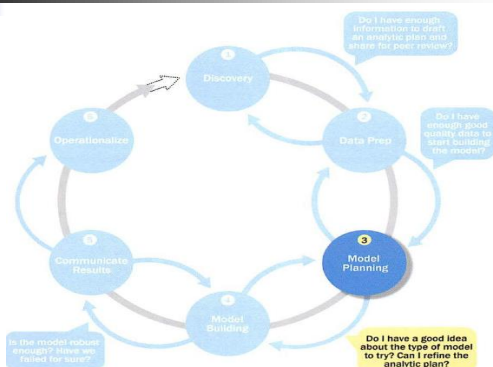 1
Discovery
Do I have enough
information to draft
an analytic plan and
share for peer review?
2
Data Prep
Do I have
enough good
quality data to
start building
the model?
3
Model
Planning
Do I have a good idea
about the type of model
to try? Can I refine the
analytic plan?
4
Model
Building
Is the model robust
enough? Have we
failed for sure?
5
Communicate
Results
6
Operationalize